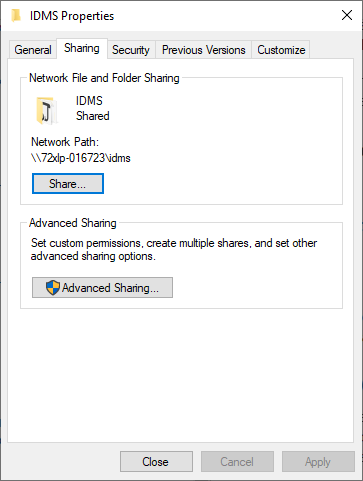 IDMS Properties
General
Sharing
Security
Previous Versions
Customize
Network File and Folder Sharing
IDMS
Shared
Network Path:
\\72xlp-016723\idms
Share...
Advanced Sharing
Set custom permissions, create multiple shares, and set other
advanced sharing options.
Advanced Sharing...
Close
Cancel
Apply